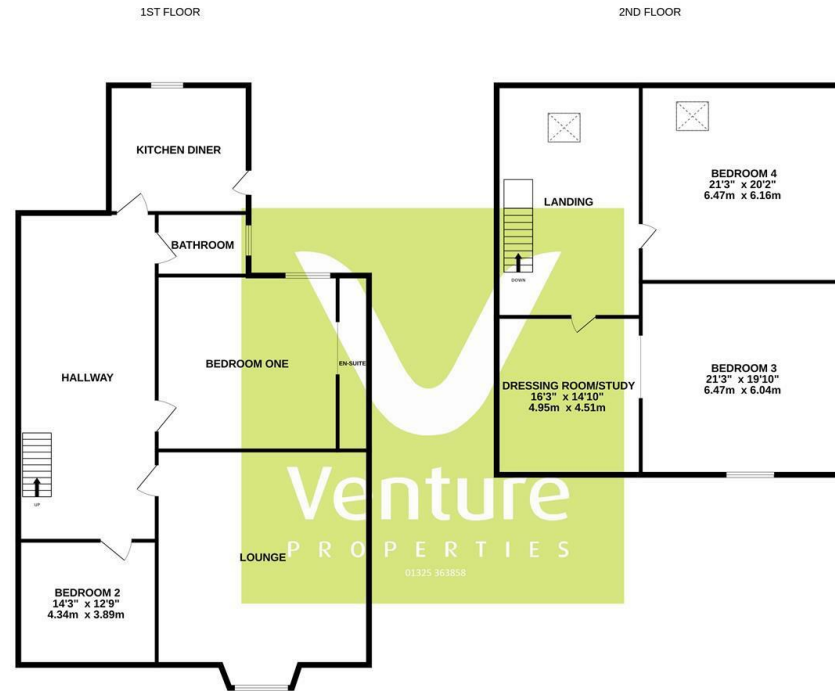 1ST FLOOR
KITCHEN DINER
BATHROOM
BEDROOM ONE
EN-SUITE
HALLWAY
UP
LOUNGE
BEDROOM 2
14'3" x 12'9"
4.34m x 3.89m
2ND FLOOR
LANDING
DOWN
BEDROOM 4
21'3" x 20'2"
6.47m x 6.16m
DRESSING ROOM/STUDY
16'3" x 14'10"
4.95m x 4.51m
BEDROOM 3
21'3" x 19'10"
6.47m x 6.04m
Venture
PROPERTIES
01325 363858